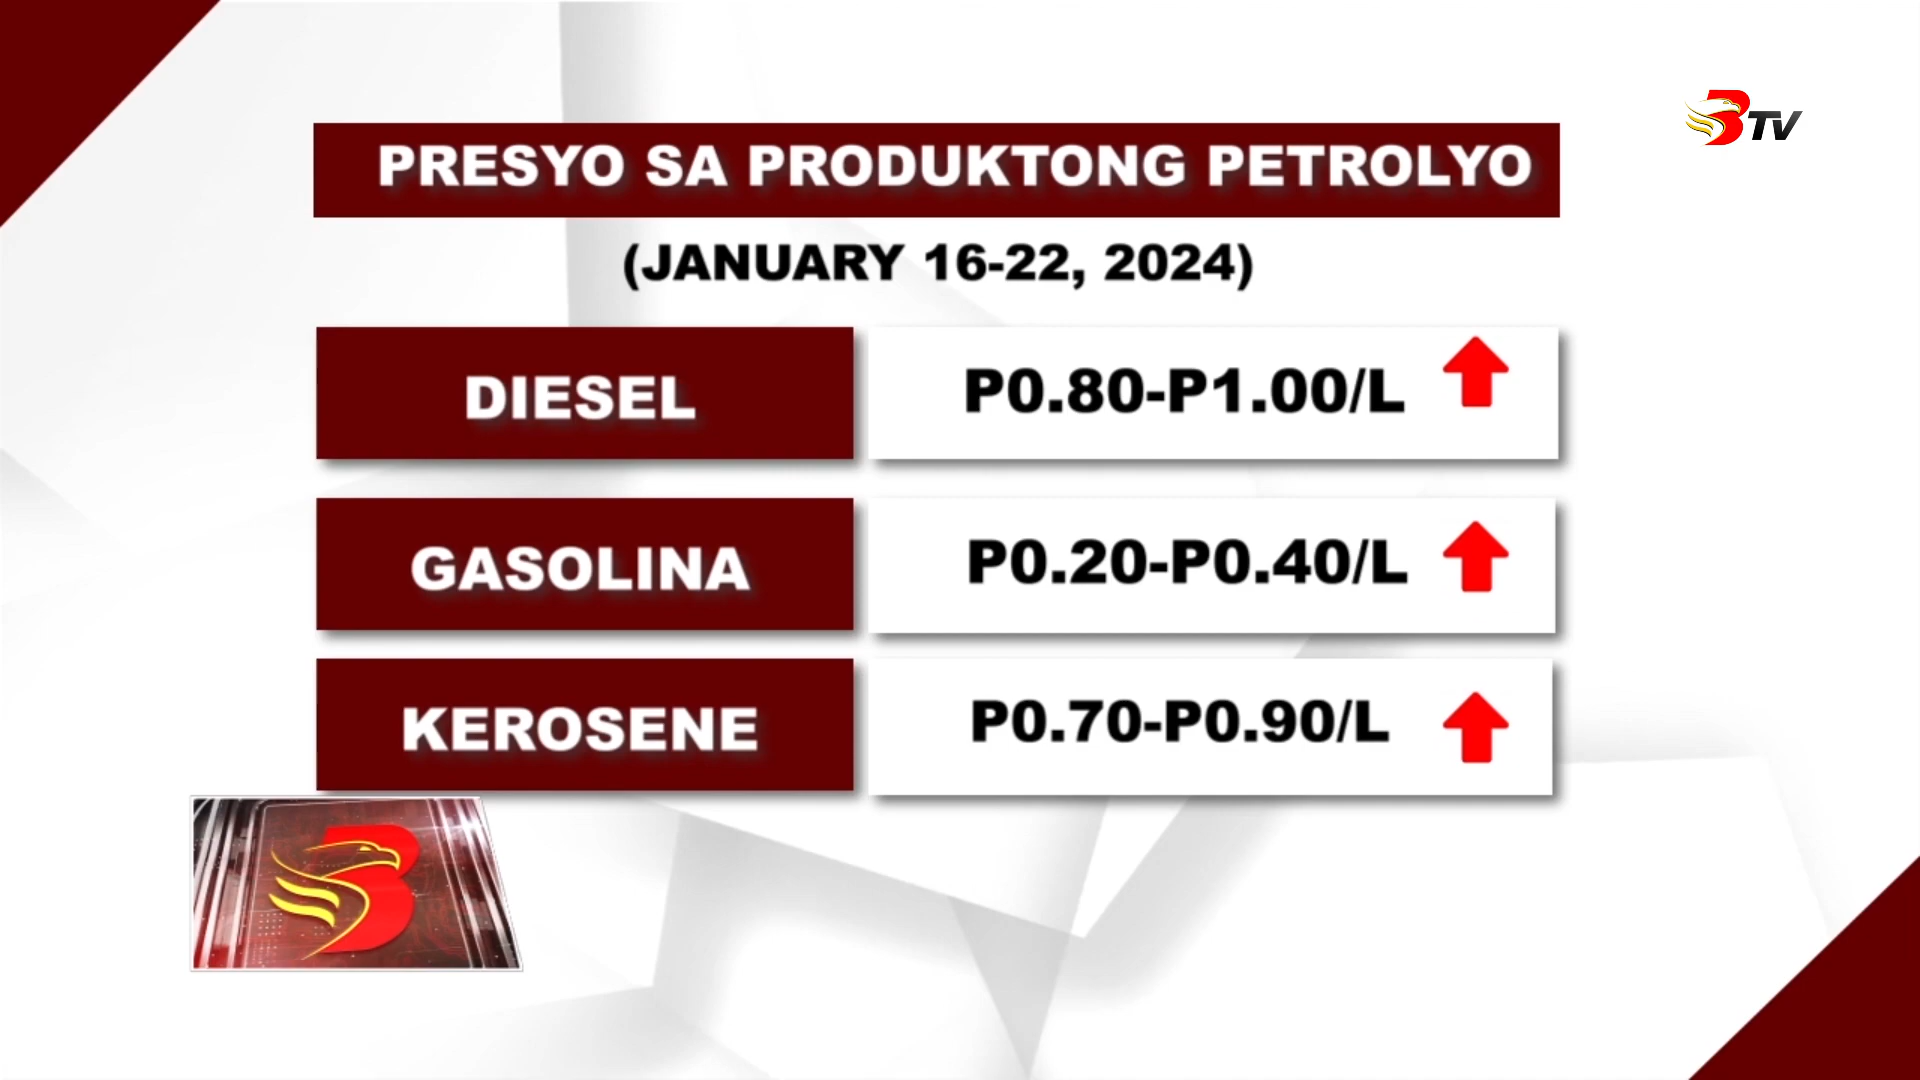 BTV
PRESYO SA PRODUKTONG PETROLYO
(JANUARY 16-22, 2024)
DIESEL P0.80-P1.00/L
GASOLINA P0.20-P0.40/L
KEROSENE P0.70-P0.90/L
B